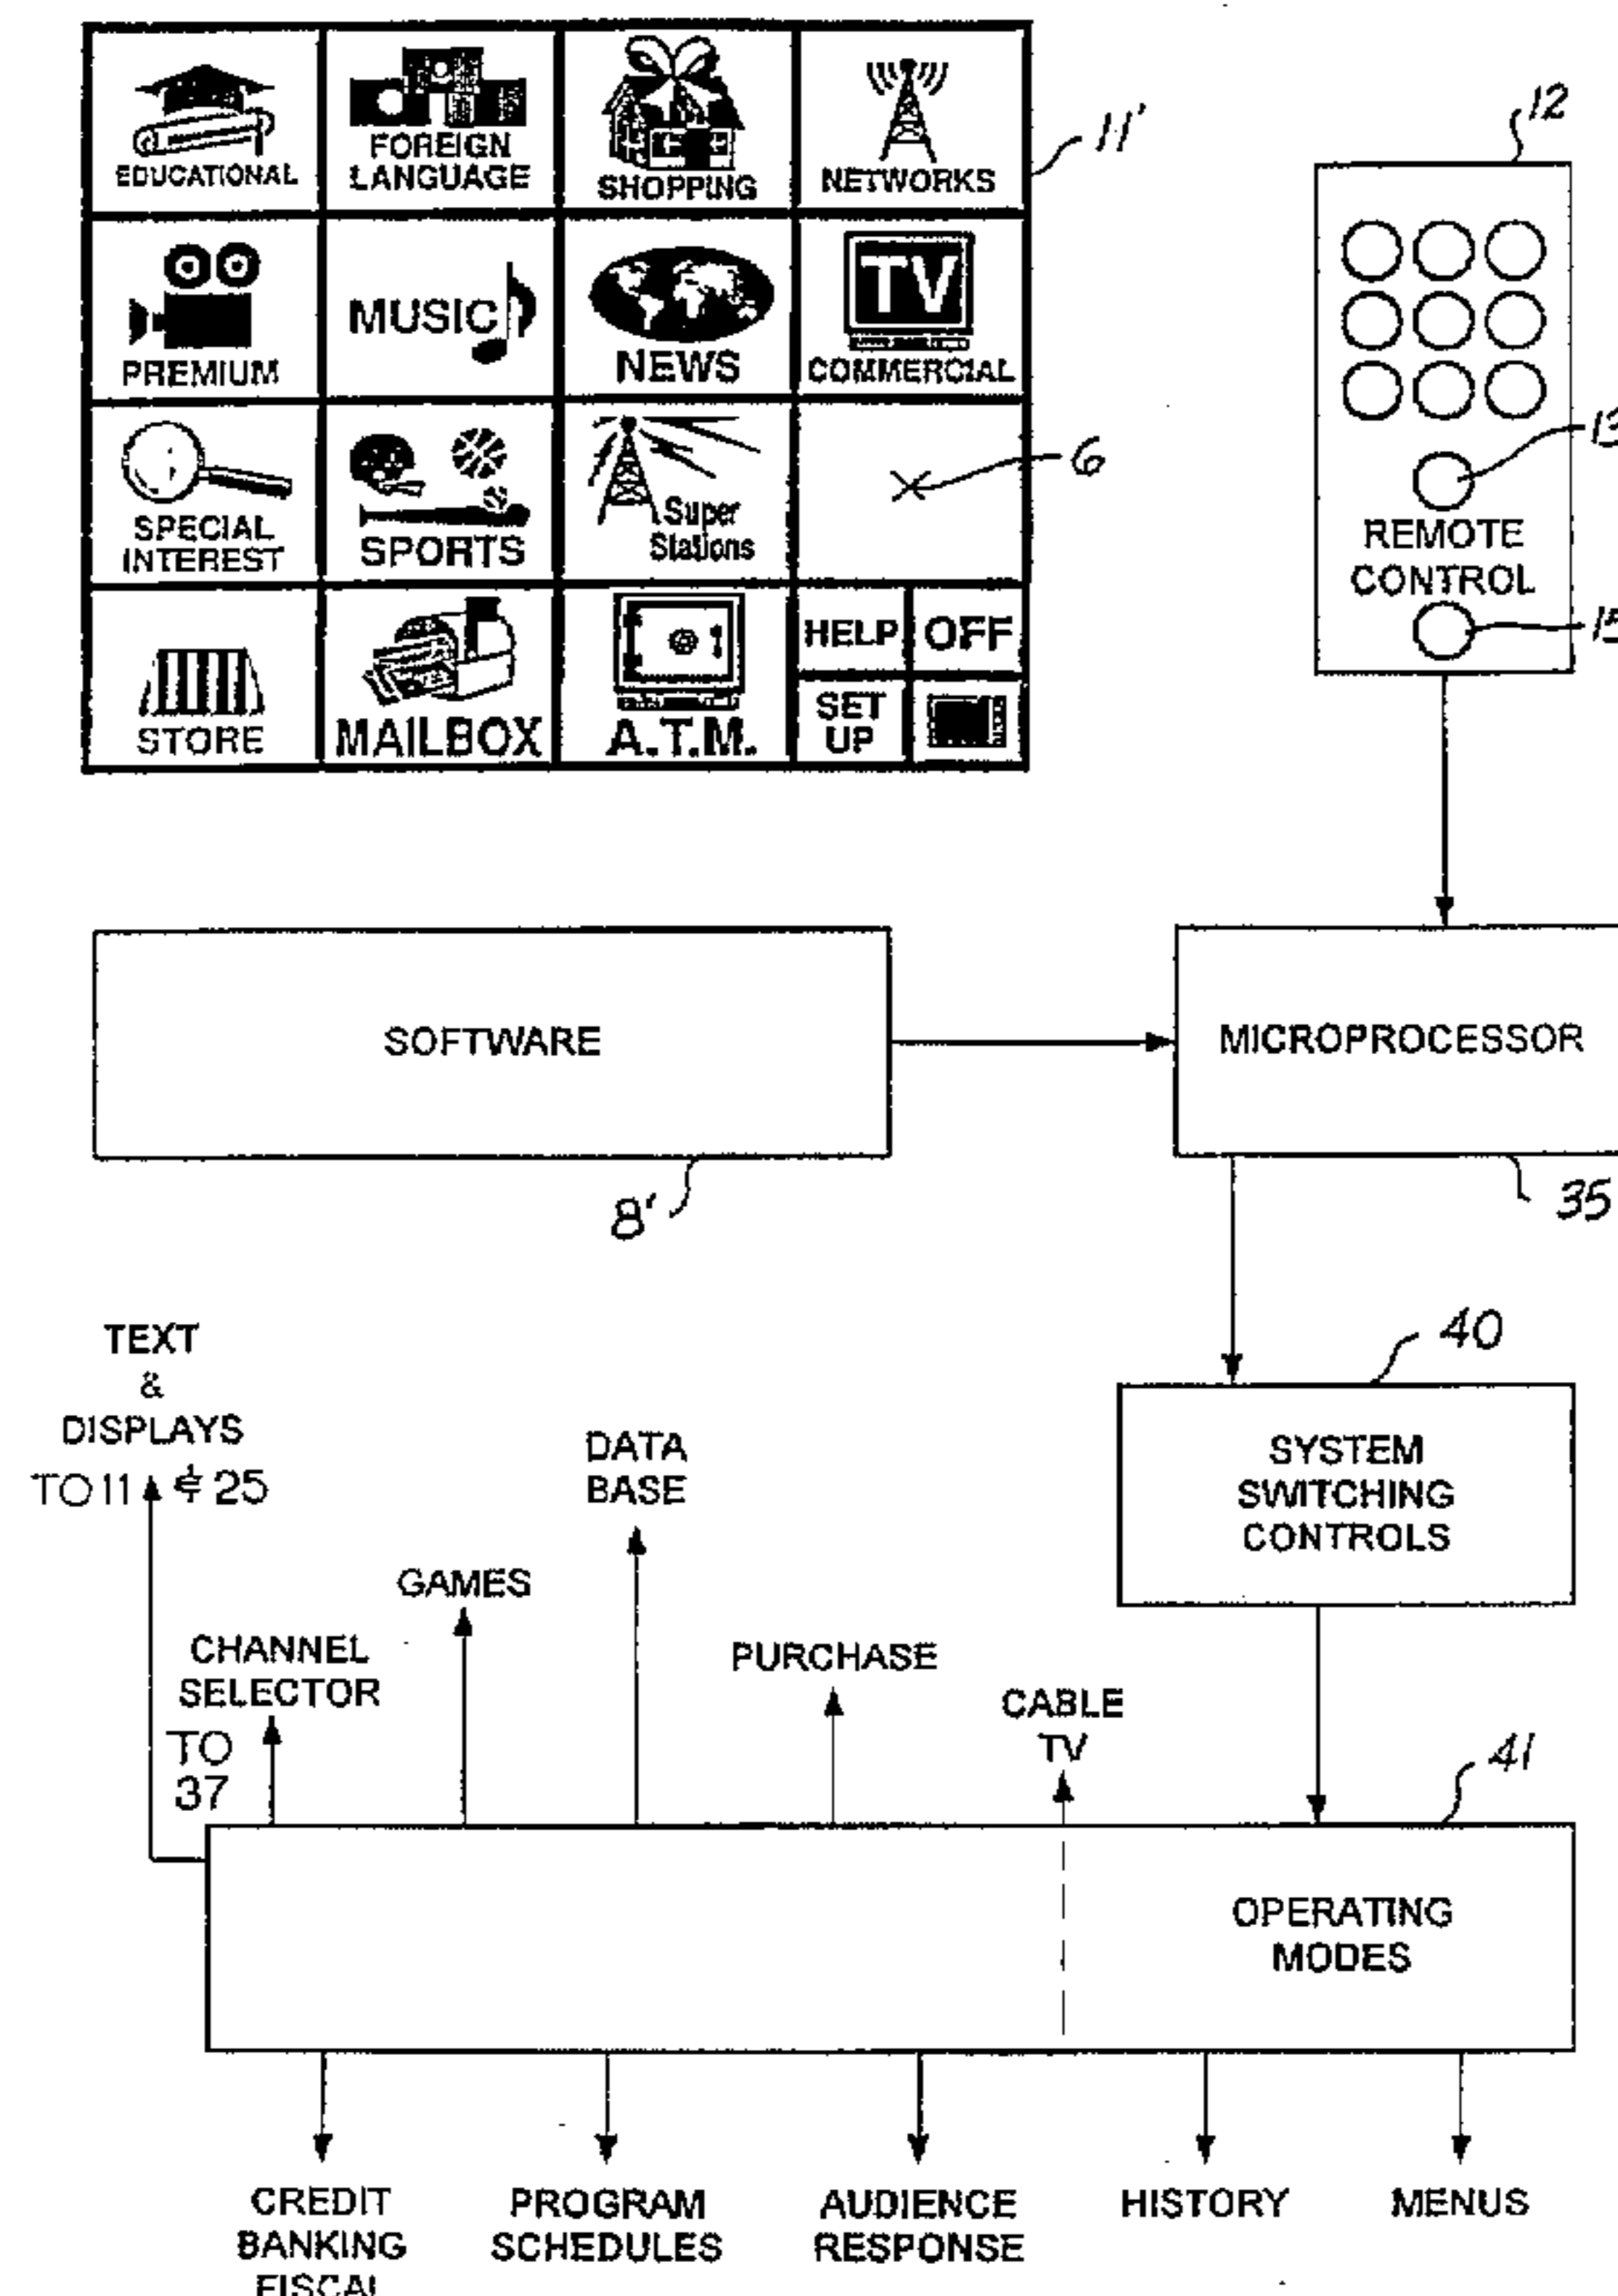 EDUCATIONAL
FOREIGN
LANGUAGE
SHOPPING
NETWORKS
11'
12
PREMIUM
MUSIC
NEWS
TV
COMMERCIAL
SPECIAL
INTEREST
SPORTS
Super
Stations
6
13
REMOTE
CONTROL
15
STORE
MAILBOX
A.T.M.
HELP
OFF
SET
UP
SOFTWARE
8'
MICROPROCESSOR
35
TEXT
&
DISPLAYS
TO 11 & 25
DATA
BASE
40
SYSTEM
SWITCHING
CONTROLS
GAMES
CHANNEL
SELECTOR
TO
37
PURCHASE
CABLE
TV
41
OPERATING
MODES
CREDIT
BANKING
FISCAL
PROGRAM
SCHEDULES
AUDIENCE
RESPONSE
HISTORY
MENUS